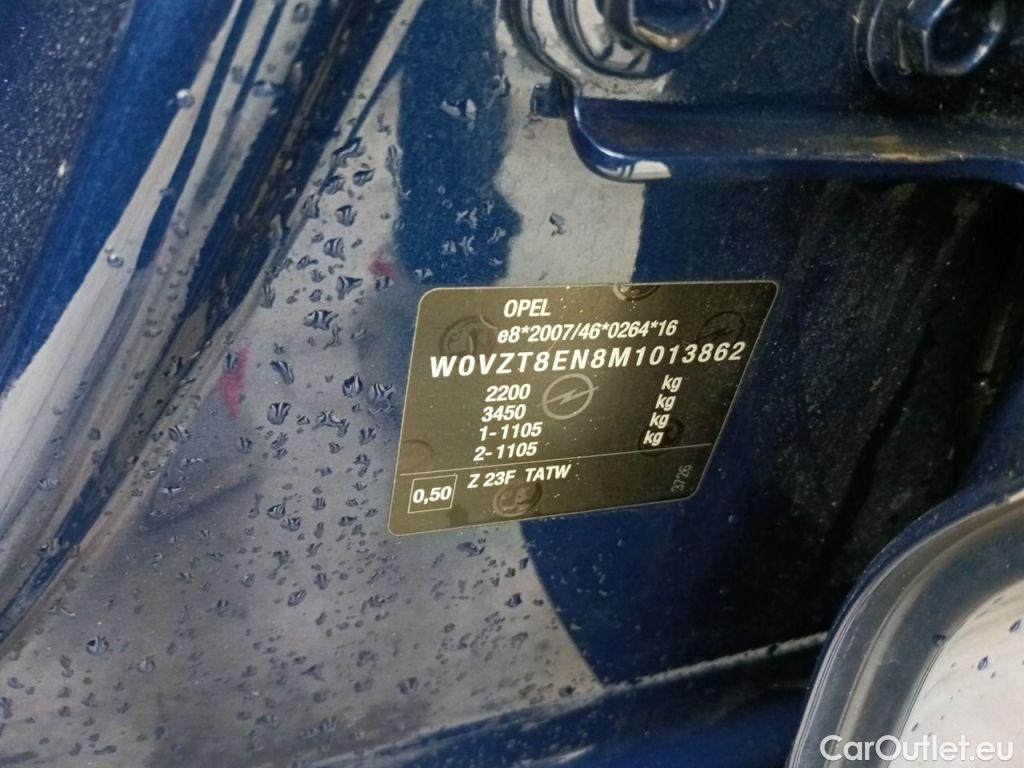 OPEL
e8*2007/46*0264*16
W0VZT8EN8M1013862
2200 kg
3450 kg
1-1105 kg
2-1105 kg
0,50 Z 23F TATW
3726
CarOutlet.eu